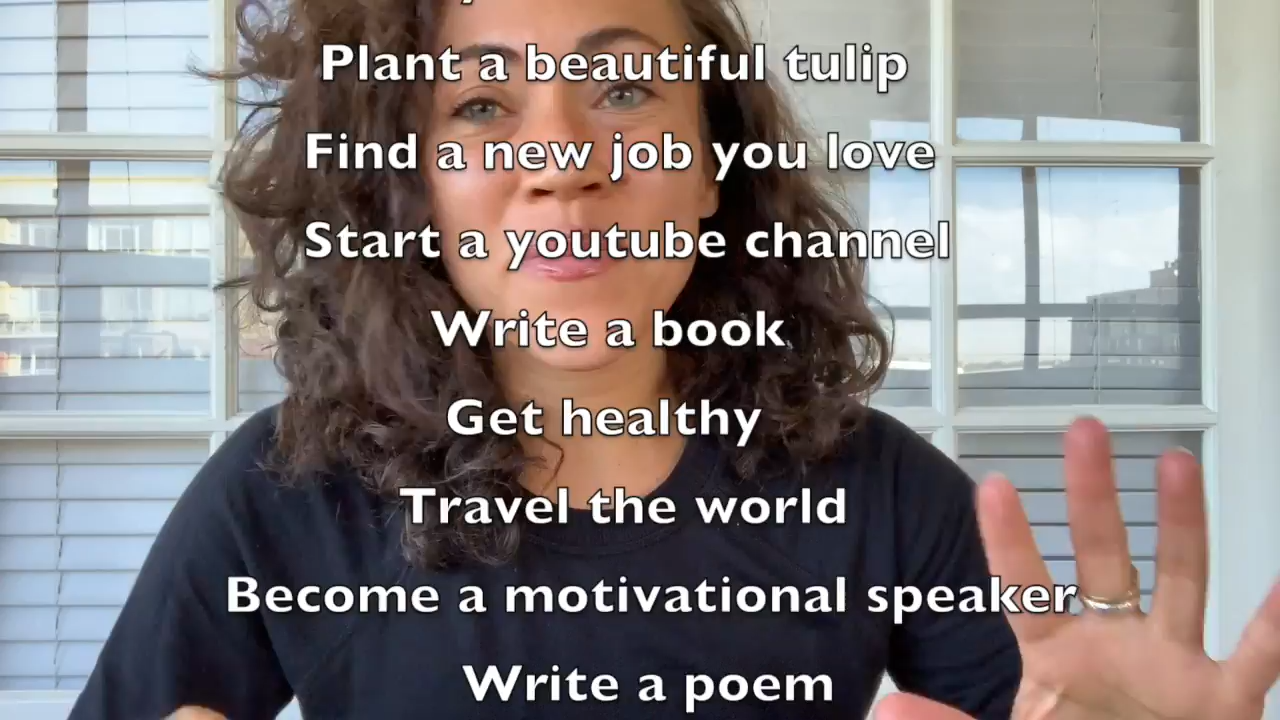 Plant a beautiful tulip
Find a new job you love
Start a youtube channel
Write a book
Get healthy
Travel the world
Become a motivational speaker
Write a poem